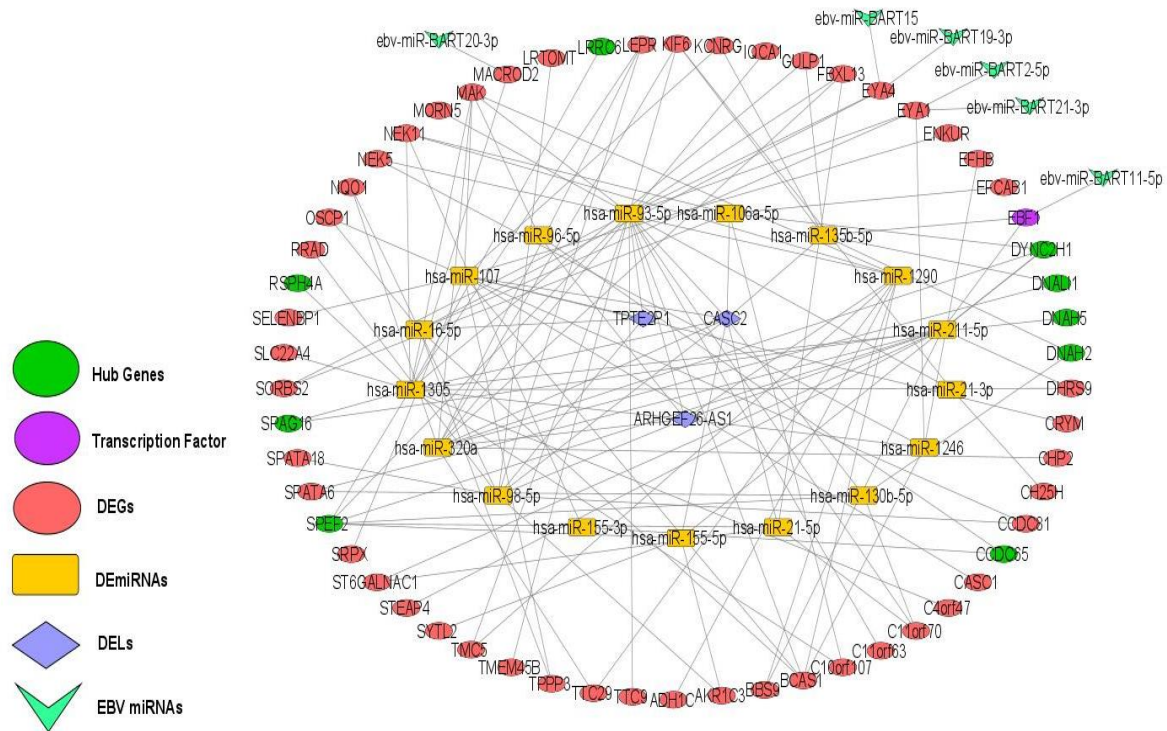 ebv-miR-BART15
ebv-miR-BART20-3p
ebv-miR-BART19-3p
ebv-miR-BART2-5p
ebv-miR-BART21-3p
ebv-miR-BART11-5p
LRRC6
LEPR
KIF6
KCNRG
IQCA1
GULP1
FBXL13
EYA4
EYA1
ENKUR
EFHB
EFCAB1
EBF1
DYNC2H1
DNALI1
DNAH5
DNAH2
DHRS9
CRYM
CHP2
CH25H
CCDC81
CCDC65
CASC1
C4orf47
C11orf70
C11orf63
C10orf107
BCAS1
BBS9
AKR1C3
ADH1C
TTC9
TTC29
TPPP3
TMEM45B
TMC5
SYTL2
STEAP4
ST6GALNAC1
SRPX
SPEF2
SPATA6
SPATA18
SPAG16
SORBS2
SLC22A4
SELENBP1
RSPH4A
RRAD
OSCP1
NQO1
NEK5
NEK11
MORN5
MAK
MACROD2
LRTOMT
hsa-miR-93-5p
hsa-miR-106a-5p
hsa-miR-135b-5p
hsa-miR-1290
hsa-miR-211-5p
hsa-miR-21-3p
hsa-miR-1246
hsa-miR-130b-5p
hsa-miR-21-5p
hsa-miR-155-5p
hsa-miR-155-3p
hsa-miR-98-5p
hsa-miR-320a
hsa-miR-1305
hsa-miR-16-5p
hsa-miR-107
hsa-miR-96-5p
TPTE2P1
CASC2
ARHGEF26-AS1
Hub Genes
Transcription Factor
DEGs
DEmiRNAs
DELs
EBV miRNAs